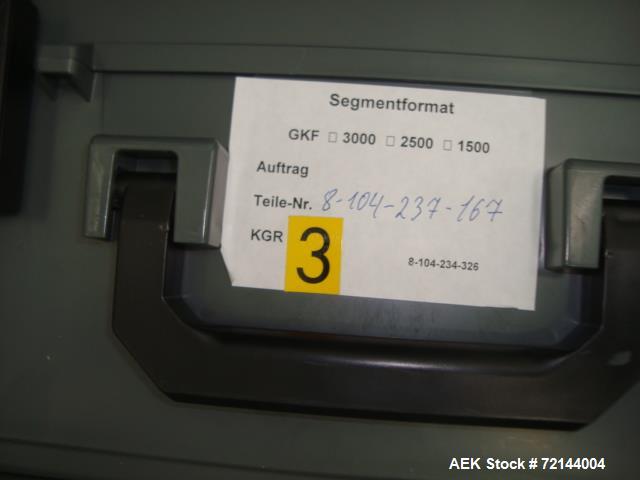 Segmentformat
GKF □ 3000 □ 2500 □ 1500
Auftrag
Teile-Nr. 8-104-237-167
KGR 3
8-104-234-326
AEK Stock #72144004